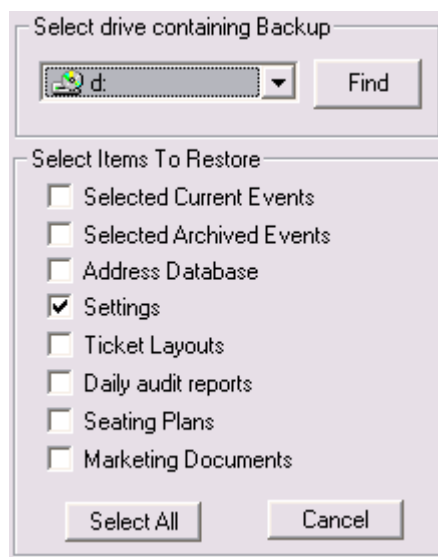 Select drive containing Backup
d:
Find
Select Items To Restore
Selected Current Events
Selected Archived Events
Address Database
Settings
Ticket Layouts
Daily audit reports
Seating Plans
Marketing Documents
Select All
Cancel